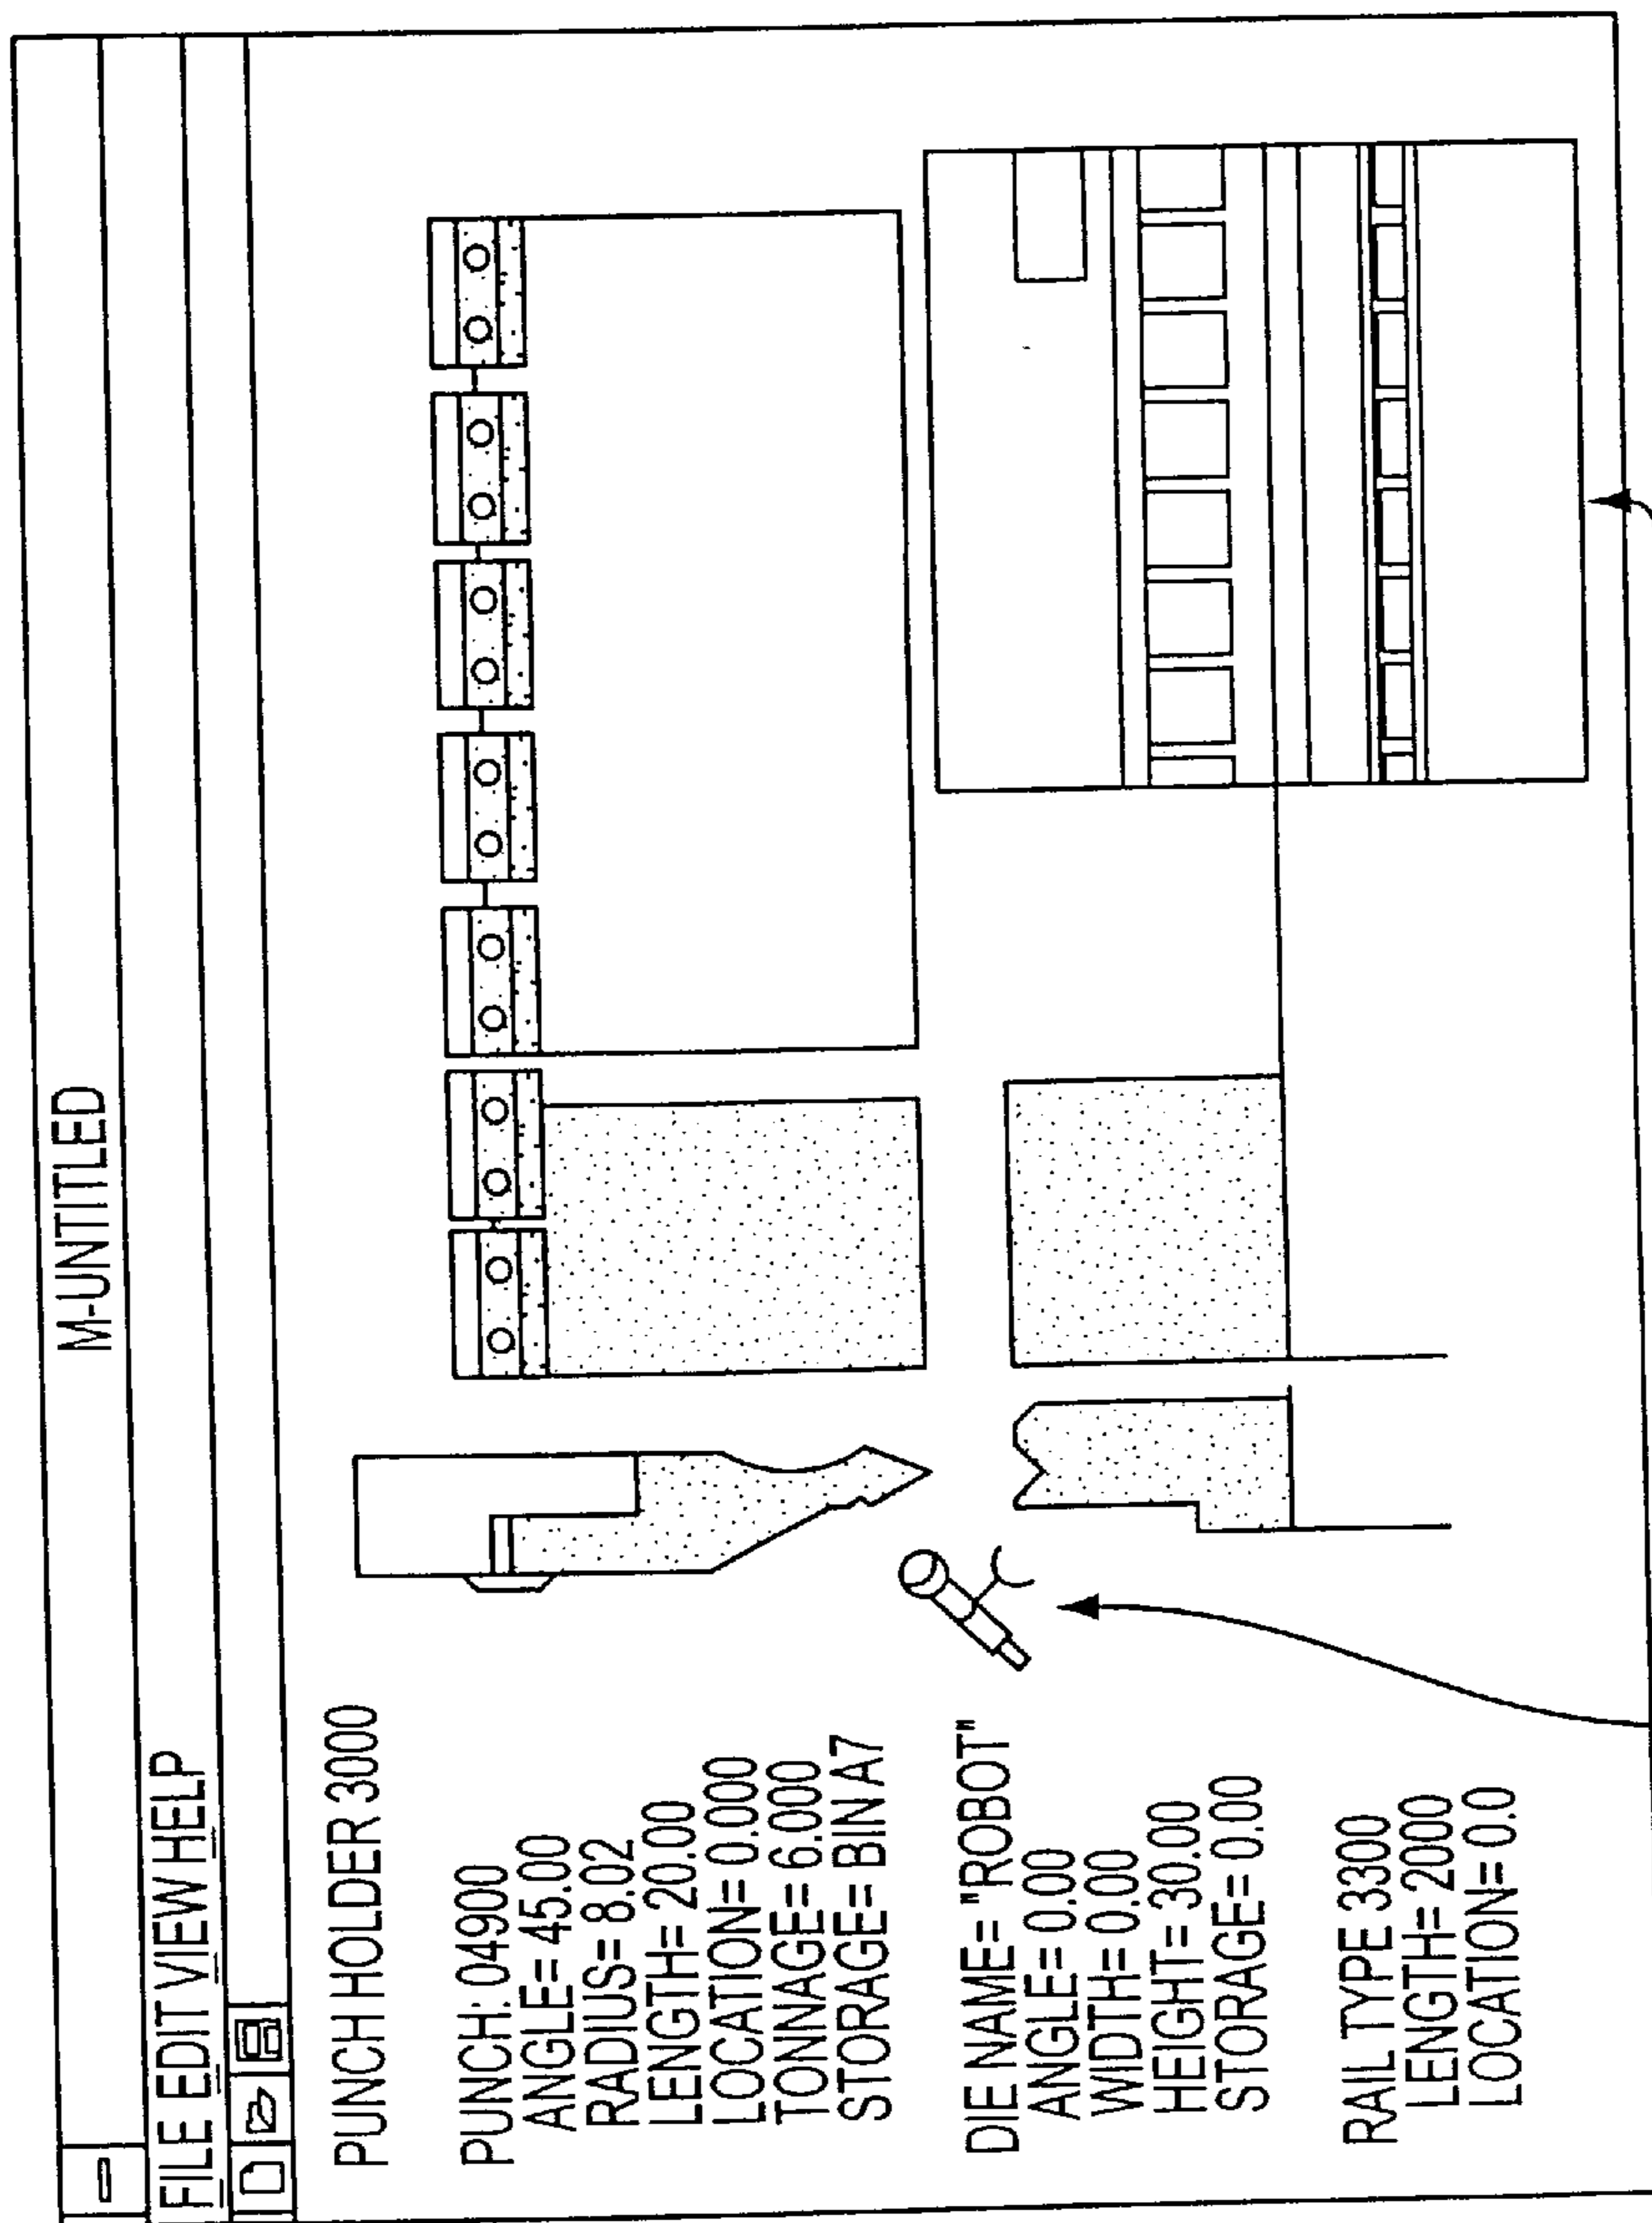 M-UNTITLED
FILE EDIT VIEW HELP
PUNCH HOLDER 3000
PUNCH: 04900
ANGLE= 45.00
RADIUS= 8.02
LENGTH= 20.00
LOCATION= 0.000
TONNAGE= 6.000
STORAGE= BIN A7
DIE NAME= "ROBOT"
ANGLE= 0.00
WIDTH= 0.00
HEIGHT= 30.00
STORAGE= 0.00
RAIL TYPE 3300
LENGTH= 2000
LOCATION= 0.0